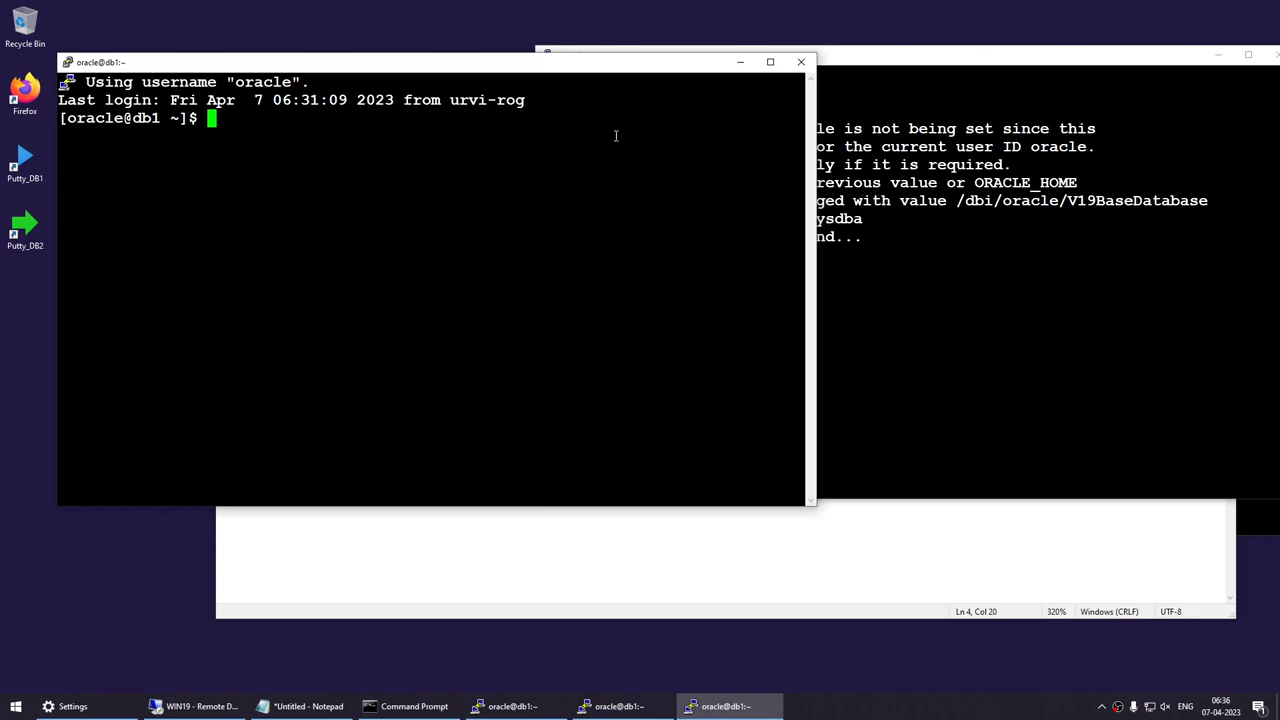 Recycle Bin
Firefox
Putty_DB1
Putty_DB2
oracle@db1:~
Using username "oracle".
Last login: Fri Apr  7 06:31:09 2023 from urvi-rog
[oracle@db1 ~]$
le is not being set since this
or the current user ID oracle.
ly if it is required.
revious value or ORACLE_HOME
ged with value /dbi/oracle/V19BaseDatabase
ysdba
nd...
Ln 4, Col 20
320%
Windows (CRLF)
UTF-8
Settings
WIN19 - Remote D...
*Untitled - Notepad
Command Prompt
oracle@db1:~
oracle@db1:~
oracle@db1:~
ENG
06:36
07-04-2023